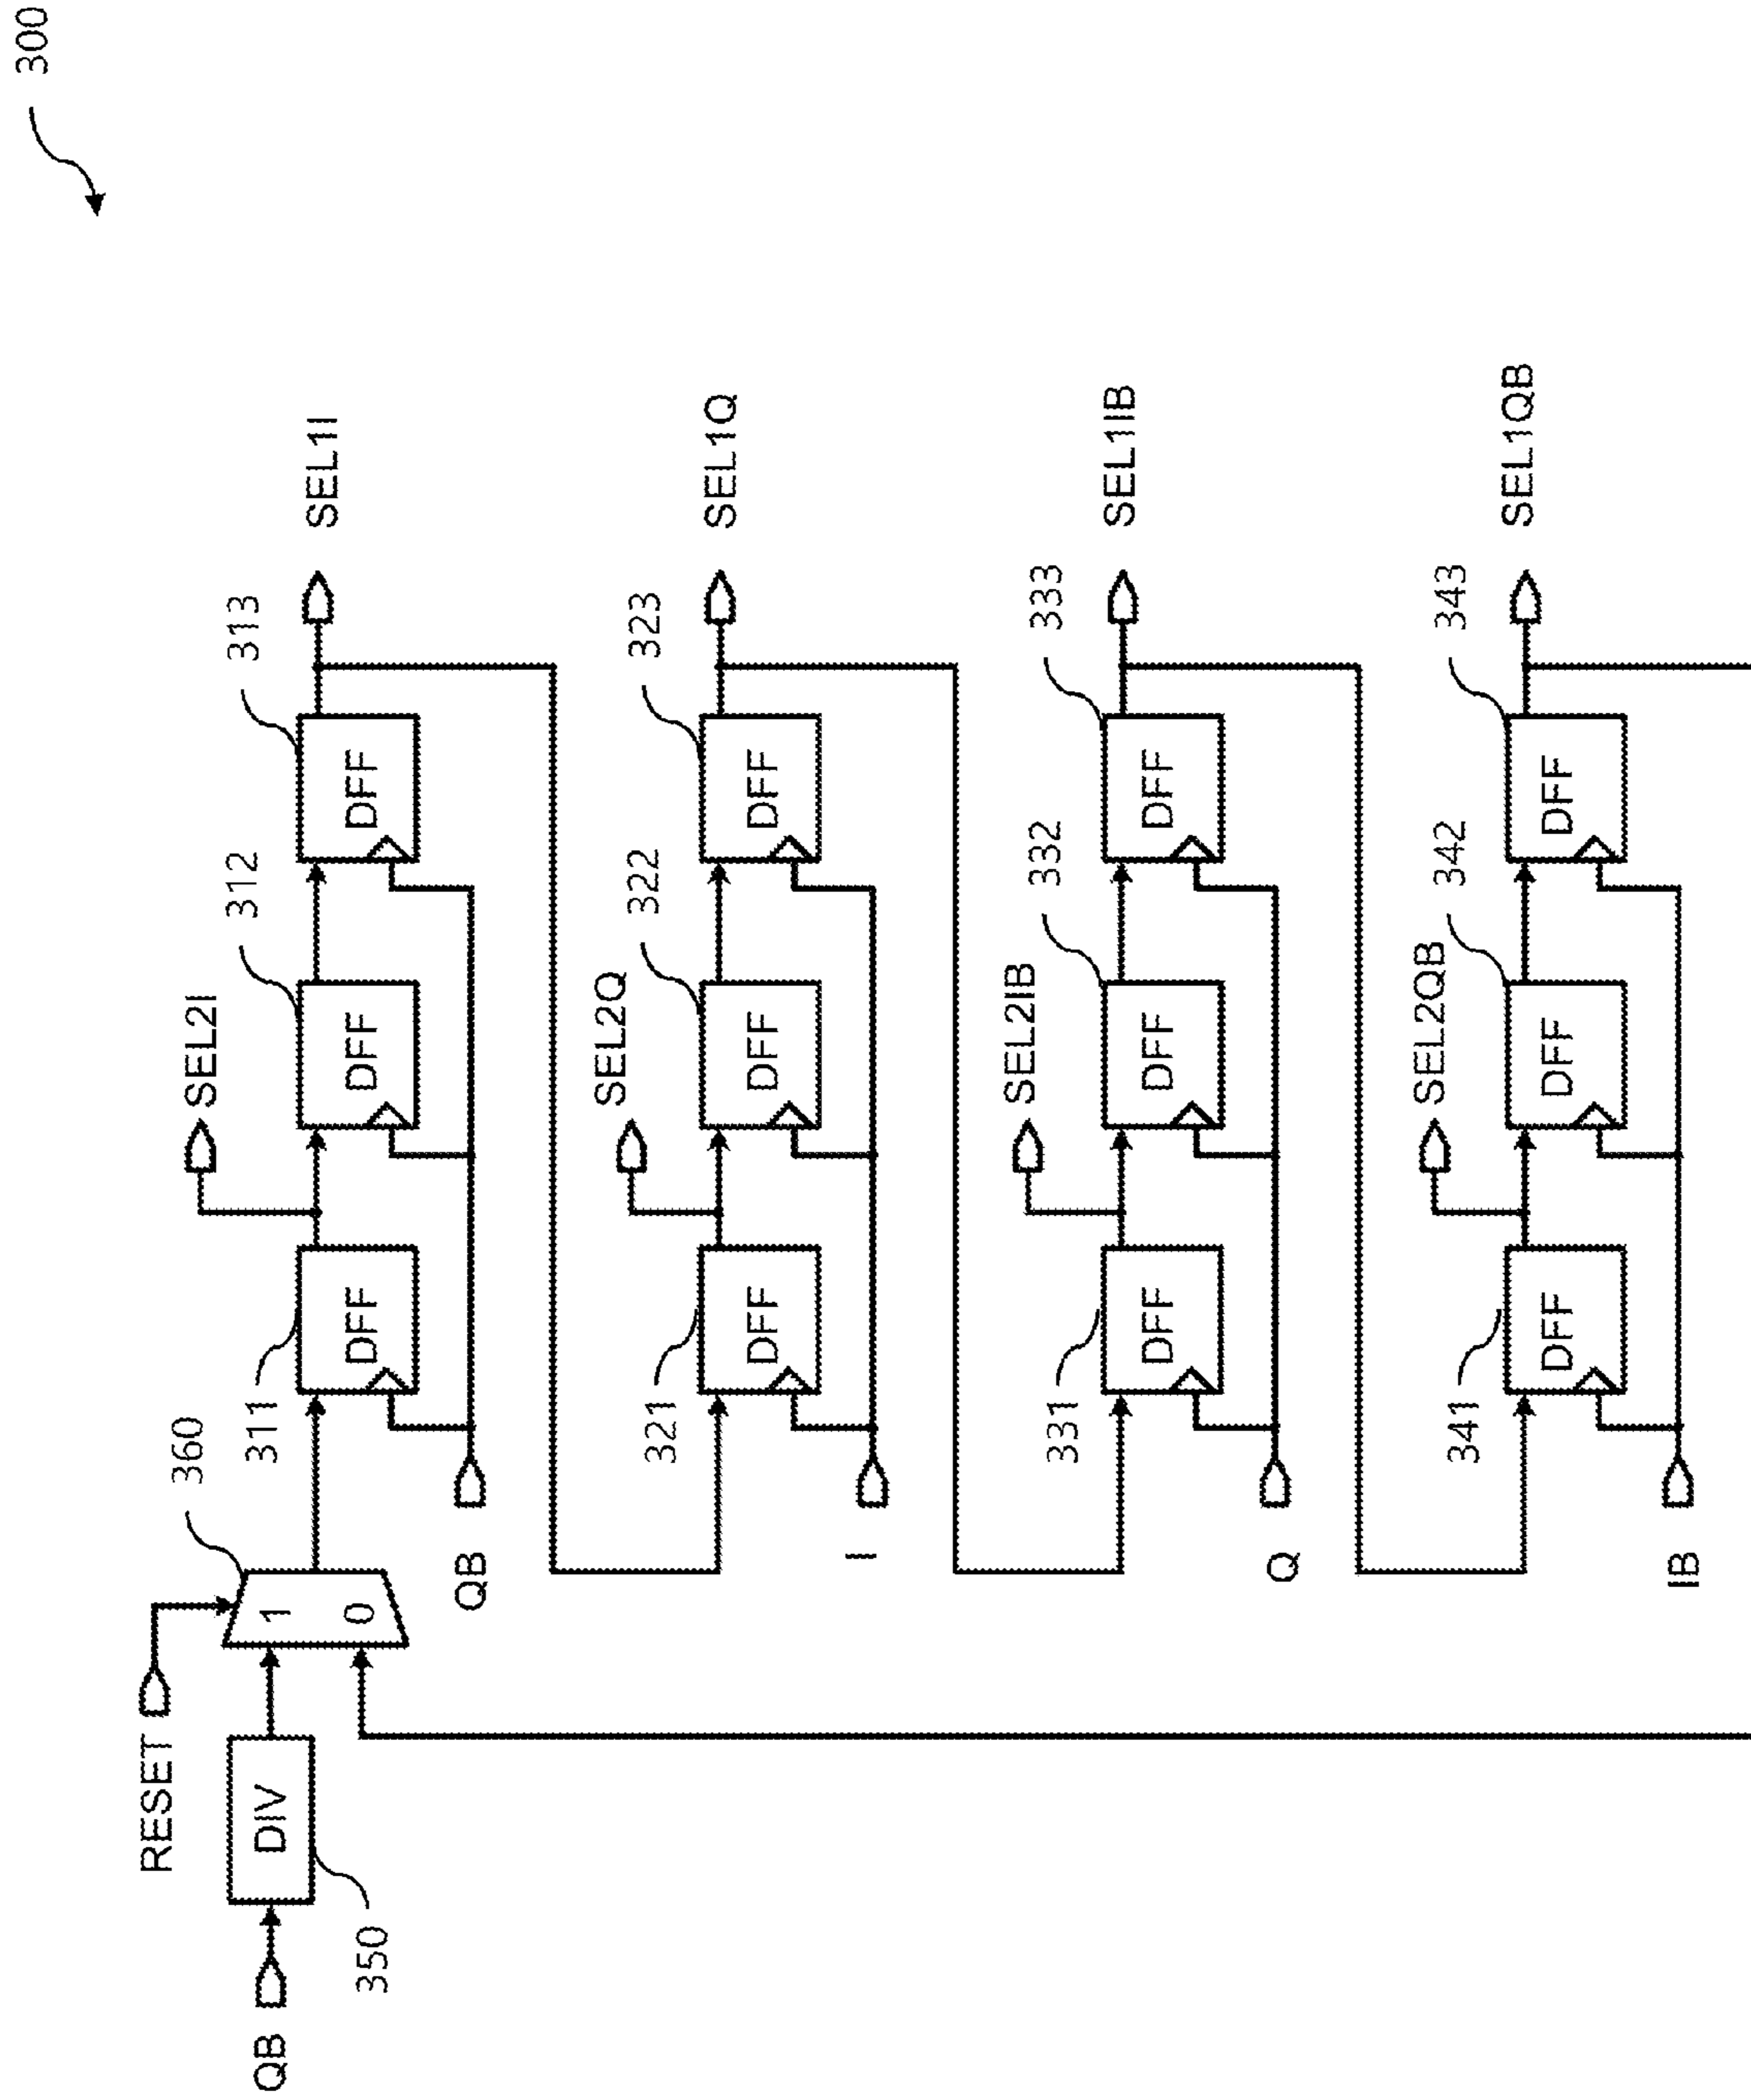 300
SEL2I
311
312
313
DFF
DFF
DFF
SEL1I
RESET
360
1
0
QB
DIV
350
QB
SEL2Q
321
322
323
DFF
DFF
DFF
SEL1Q
I
SEL2IB
331
332
333
DFF
DFF
DFF
SEL1IB
Q
SEL2QB
341
342
343
DFF
DFF
DFF
SEL1QB
IB